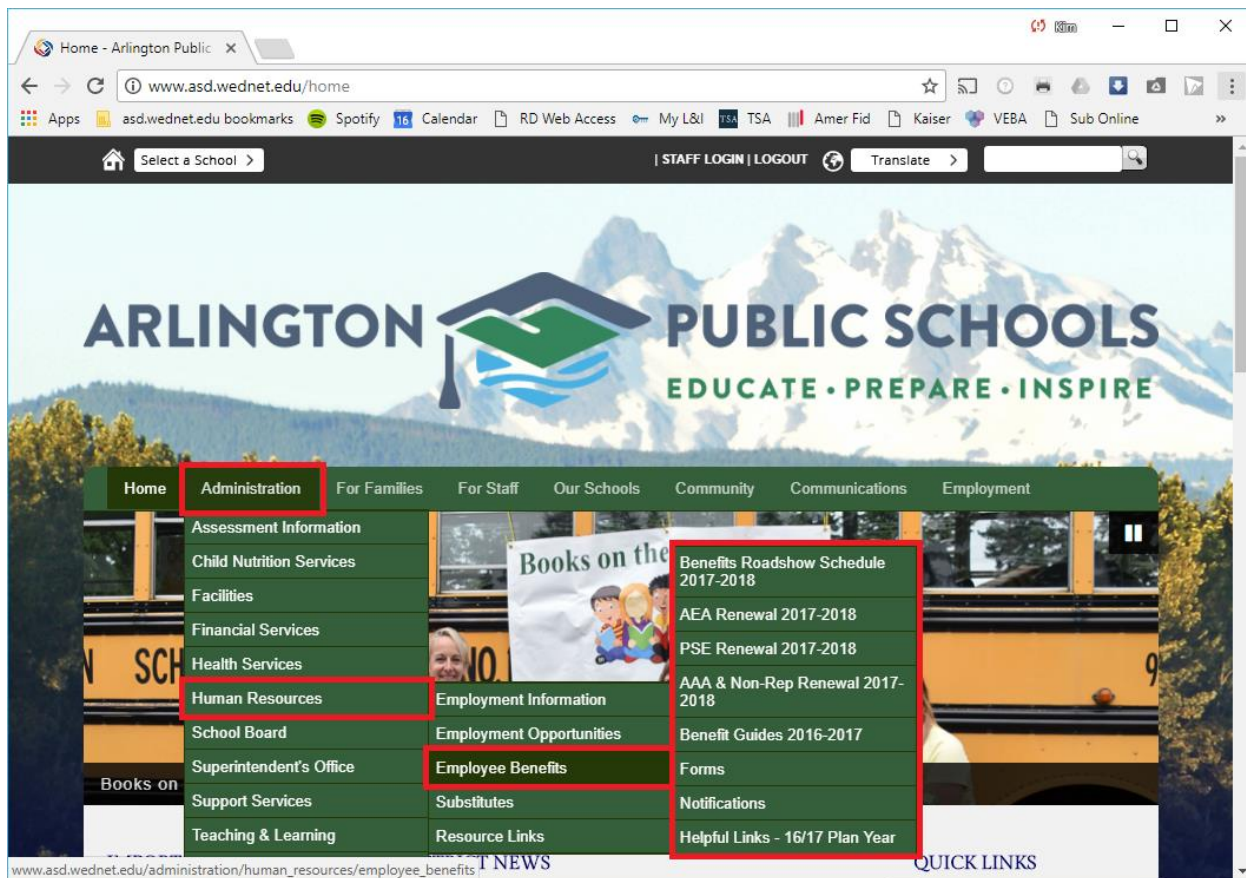 Kim
Home - Arlington Public
www.asd.wednet.edu/home
Apps asd.wednet.edu bookmarks Spotify 16 Calendar RD Web Access My L&I TSA TSA Amer Fid Kaiser VEBA Sub Online »
Select a School > | STAFF LOGIN | LOGOUT Translate >
ARLINGTON PUBLIC SCHOOLS
EDUCATE • PREPARE • INSPIRE
Home Administration For Families For Staff Our Schools Community Communications Employment
Assessment Information
Child Nutrition Services
Facilities
Financial Services
Health Services
Human Resources
School Board
Superintendent's Office
Support Services
Teaching & Learning
Employment Information
Employment Opportunities
Employee Benefits
Substitutes
Resource Links
Benefits Roadshow Schedule
2017-2018
AEA Renewal 2017-2018
PSE Renewal 2017-2018
AAA & Non-Rep Renewal 2017-
2018
Benefit Guides 2016-2017
Forms
Notifications
Helpful Links - 16/17 Plan Year
Books on the
SCH NO. 9
Books on
NEWS QUICK LINKS
www.asd.wednet.edu/administration/human_resources/employee_benefits